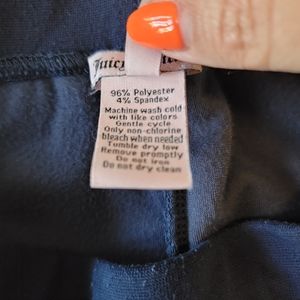 Juicy
96% Polyester
4% Spandex
Machine wash cold
with like colors
Gentle cycle
Only non-chlorine
bleach when needed
Tumble dry low
Remove promptly
Do not iron
Do not dry clean